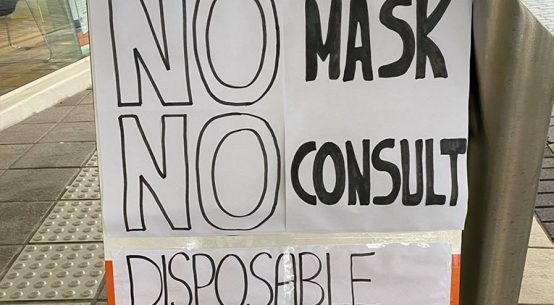 NO MASK
NO CONSULT
DISPOSABLE